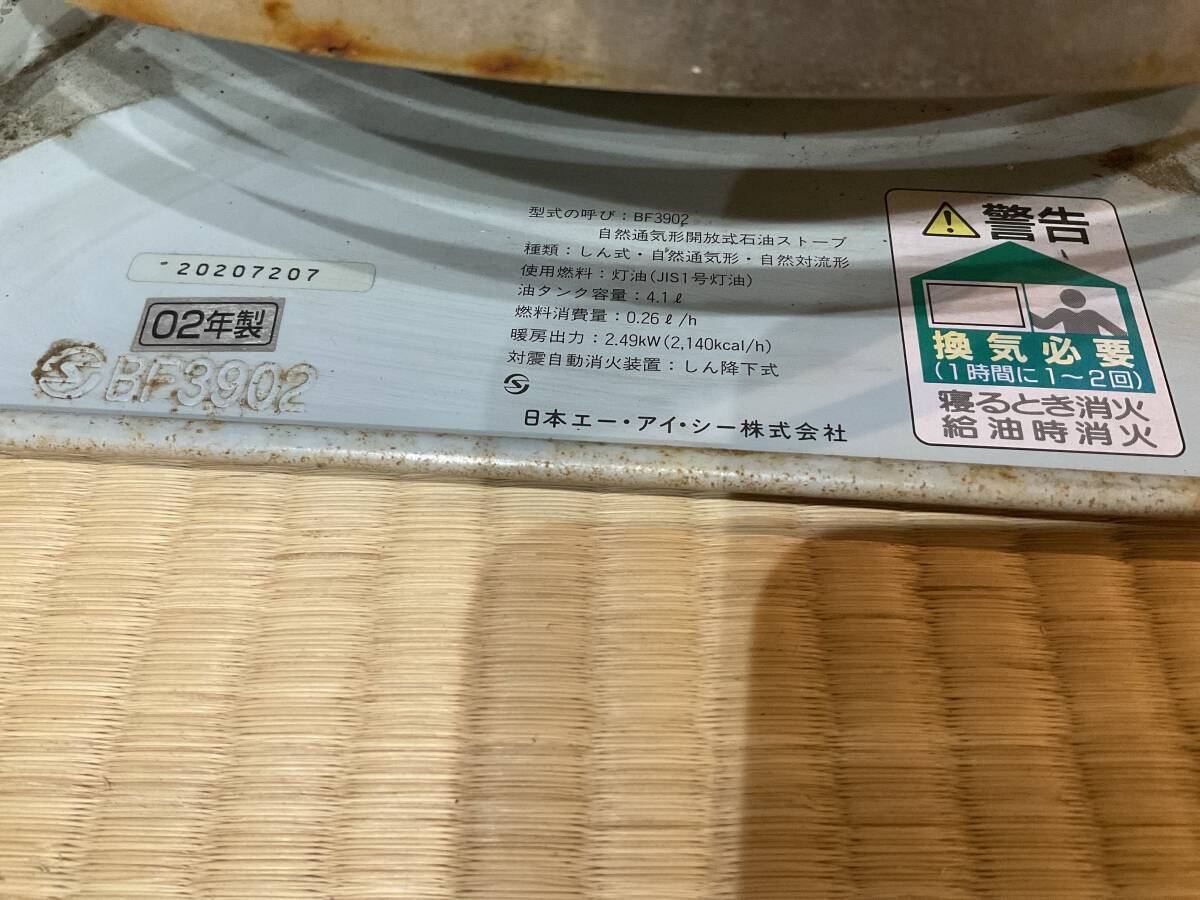 20207207
02年製
BF3902
型式の呼び：BF3902
自然通気形開放式石油ストーブ
種類：しん式・自然通気形・自然対流形
使用燃料：灯油(JIS1号灯油)
油タンク容量：4.1ℓ
燃料消費量：0.26ℓ/h
暖房出力：2.49kW(2,140kcal/h)
対震自動消火装置：しん降下式
日本エー・アイ・シー株式会社
警告
換気必要
(1時間に1～2回)
寝るとき消火
給油時消火